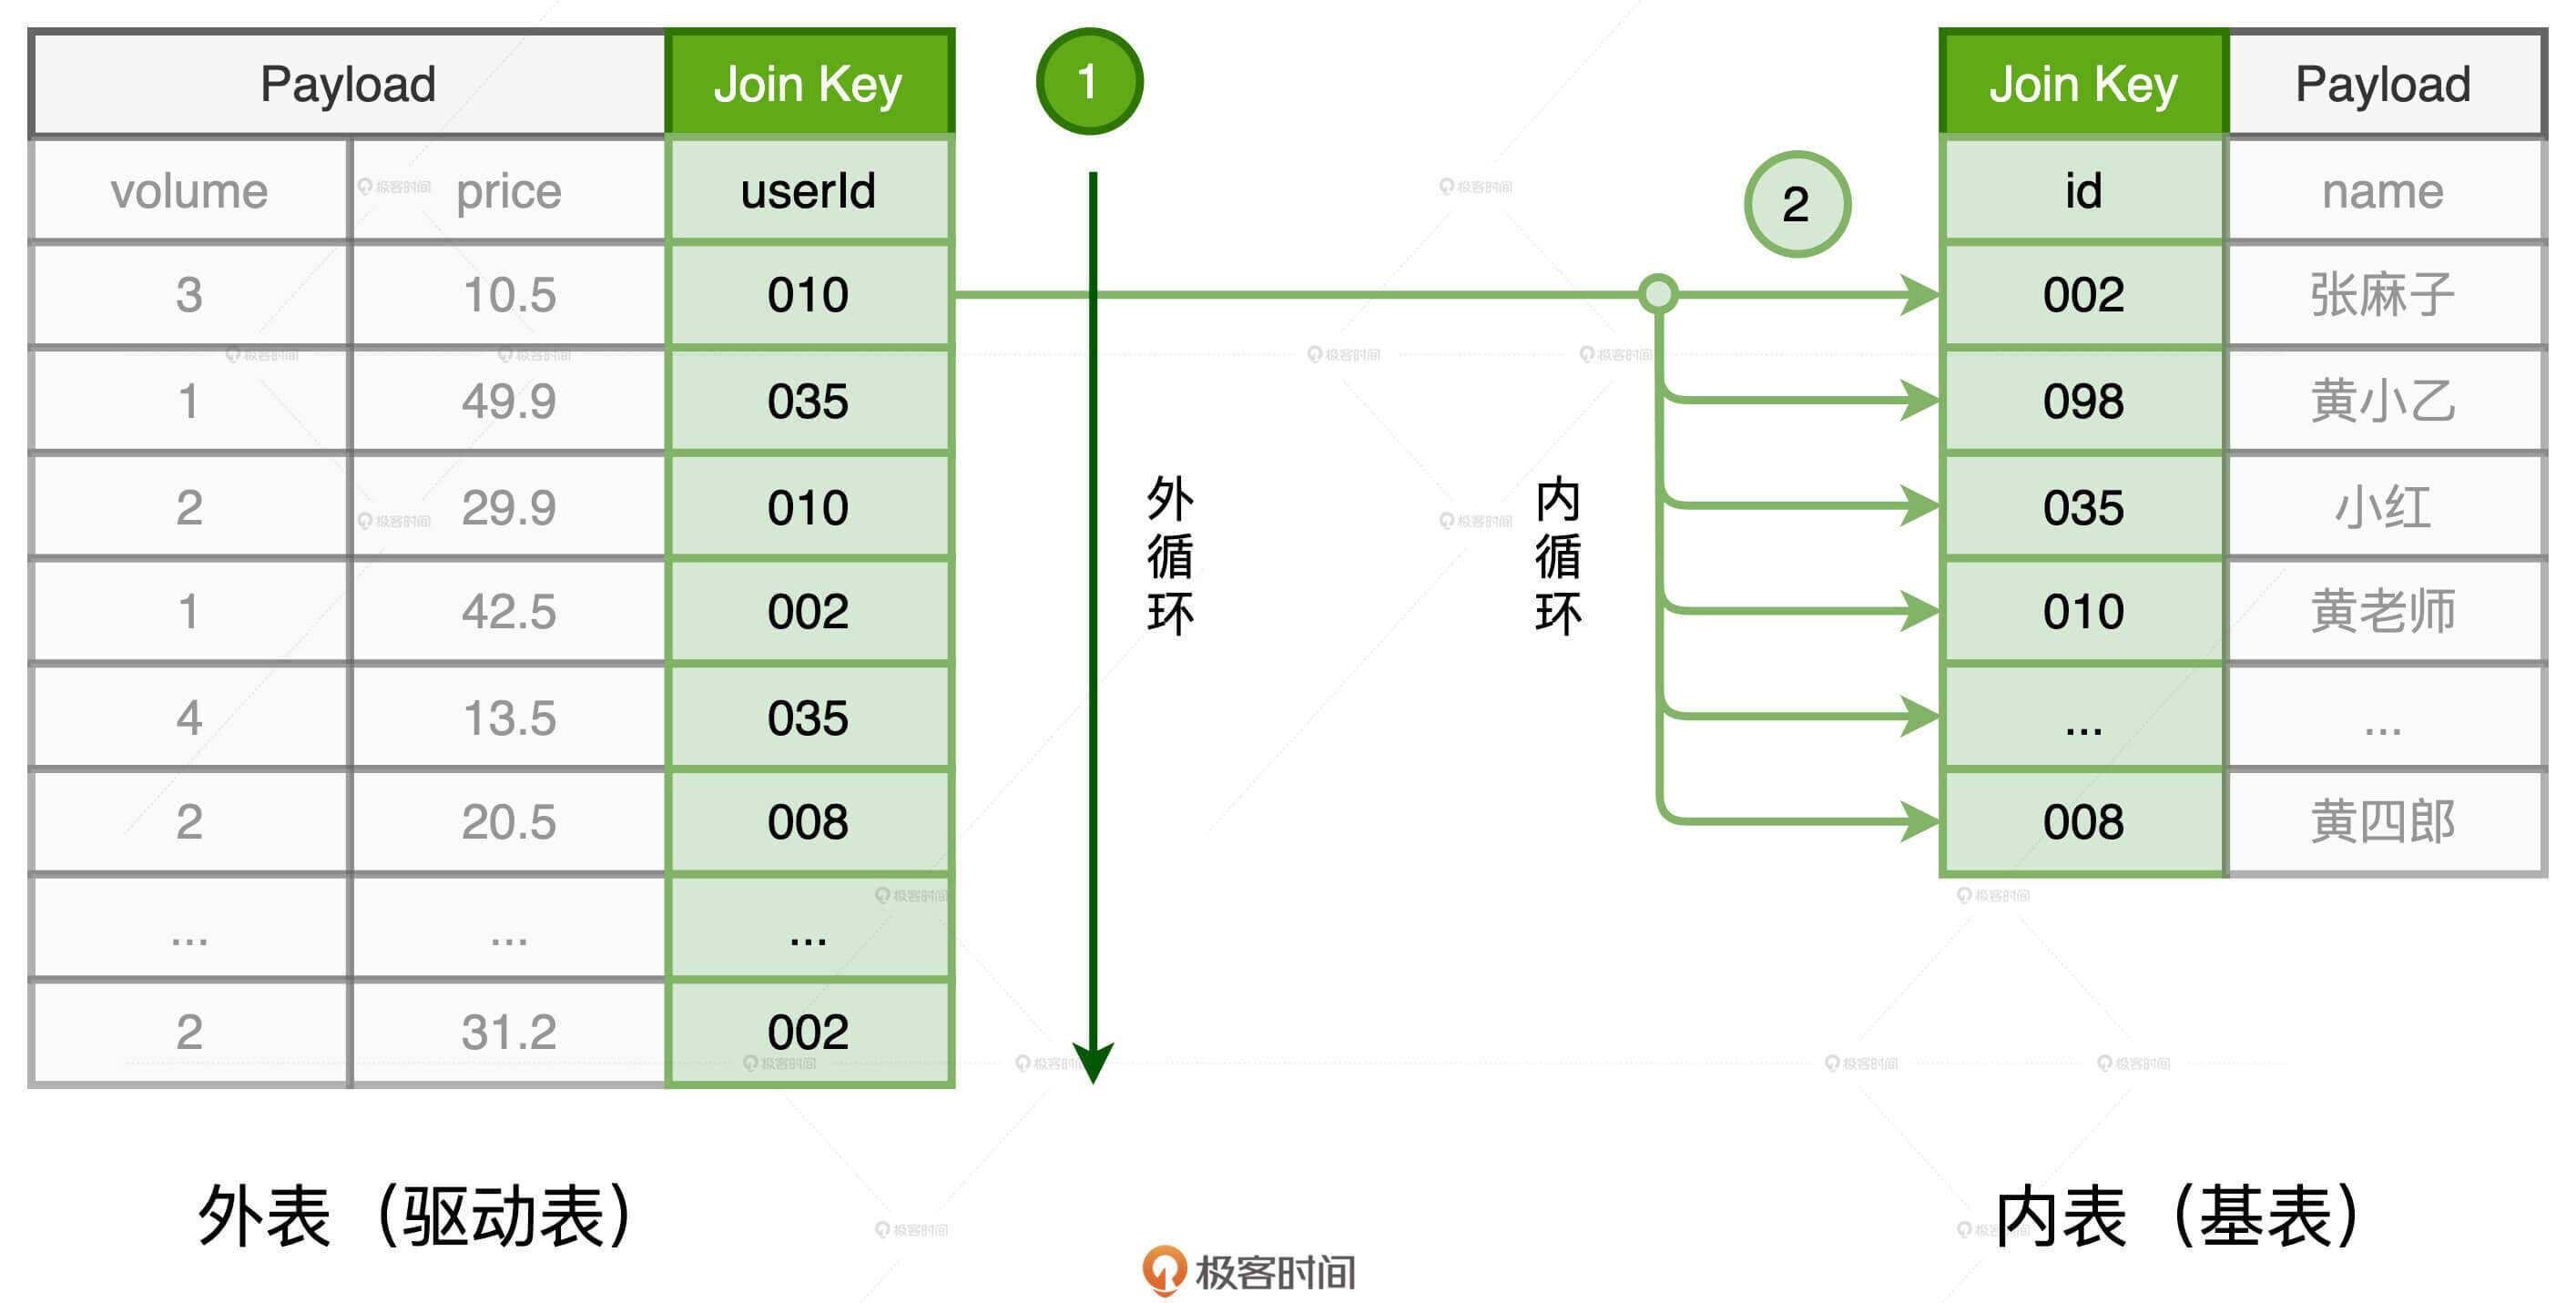 Payload Join Key
volume price userId
3 10.5 010
1 49.9 035
2 29.9 010
1 42.5 002
4 13.5 035
2 20.5 008
... ... ...
2 31.2 002
外表（驱动表）
1
外循环
2
内循环
Join Key Payload
id name
002 张麻子
098 黄小乙
035 小红
010 黄老师
... ...
008 黄四郎
内表（基表）
极客时间